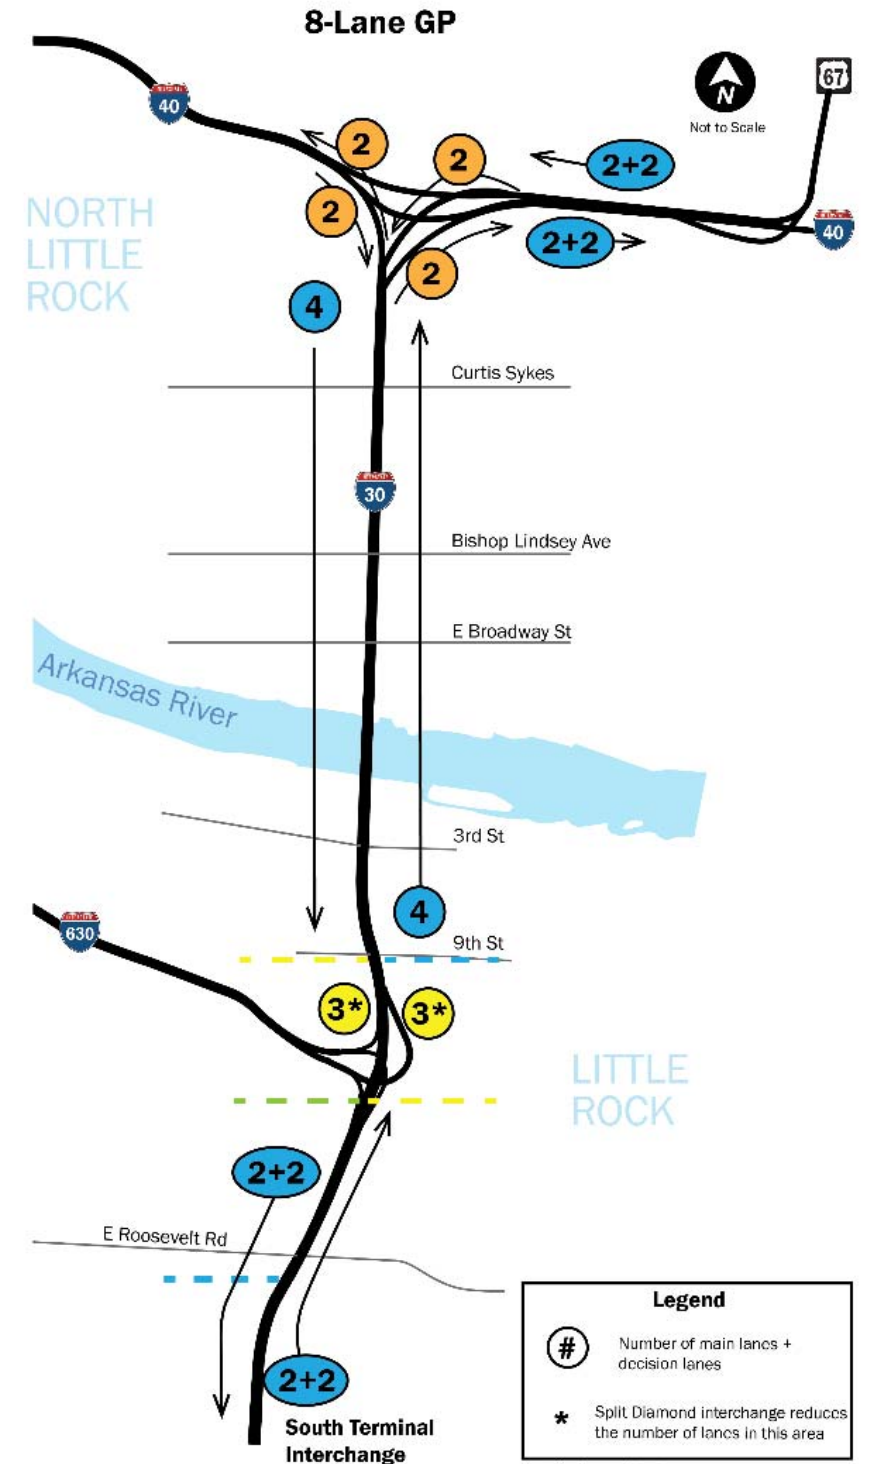 8-Lane GP
67
40
N
Not to Scale
2
2
2+2
NORTH
LITTLE
ROCK
2
2+2
40
2
4
Curtis Sykes
30
Bishop Lindsey Ave
E Broadway St
Arkansas River
3rd St
4
630
9th St
3*
3*
LITTLE
ROCK
2+2
E Roosevelt Rd
2+2
South Terminal
Interchange
Legend
# Number of main lanes +
decision lanes
* Split Diamond interchange reduces
the number of lanes in this area